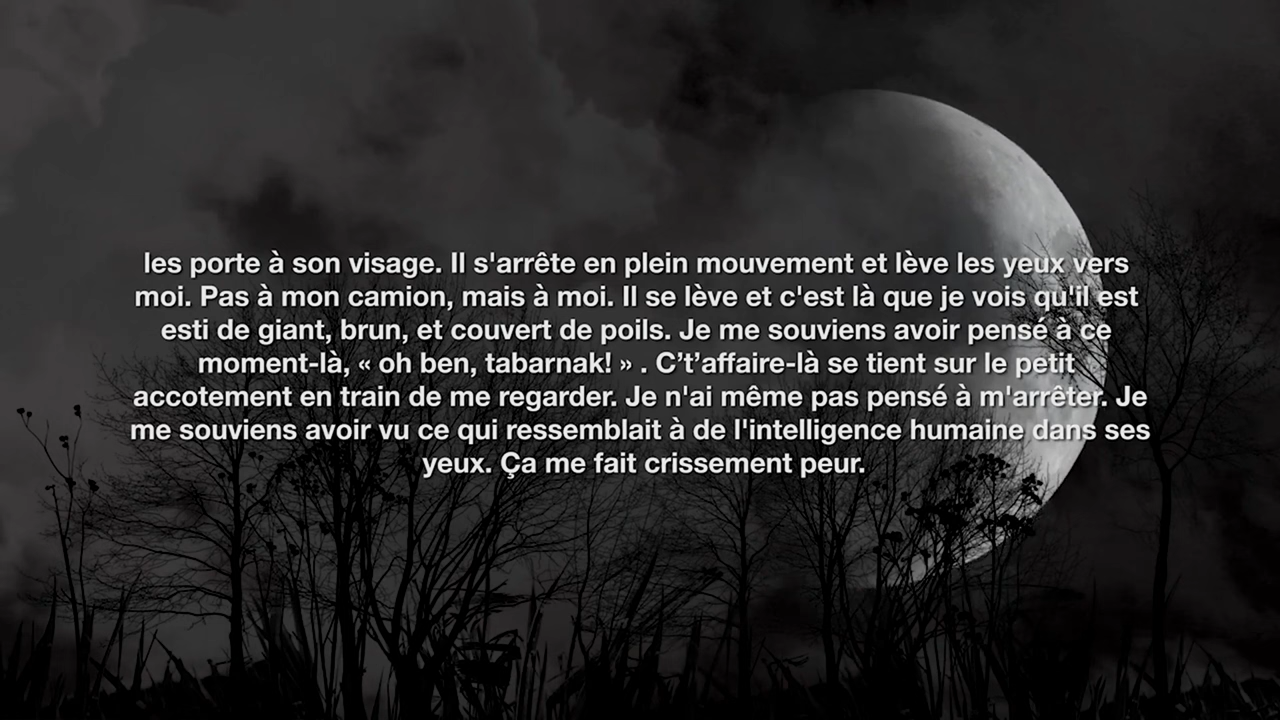 les porte à son visage. Il s'arrête en plein mouvement et lève les yeux vers
moi. Pas à mon camion, mais à moi. Il se lève et c'est là que je vois qu'il est
esti de giant, brun, et couvert de poils. Je me souviens avoir pensé à ce
moment-là, « oh ben, tabarnak! » . C’t’affaire-là se tient sur le petit
accotement en train de me regarder. Je n'ai même pas pensé à m'arrêter. Je
me souviens avoir vu ce qui ressemblait à de l'intelligence humaine dans ses
yeux. Ça me fait crissement peur.